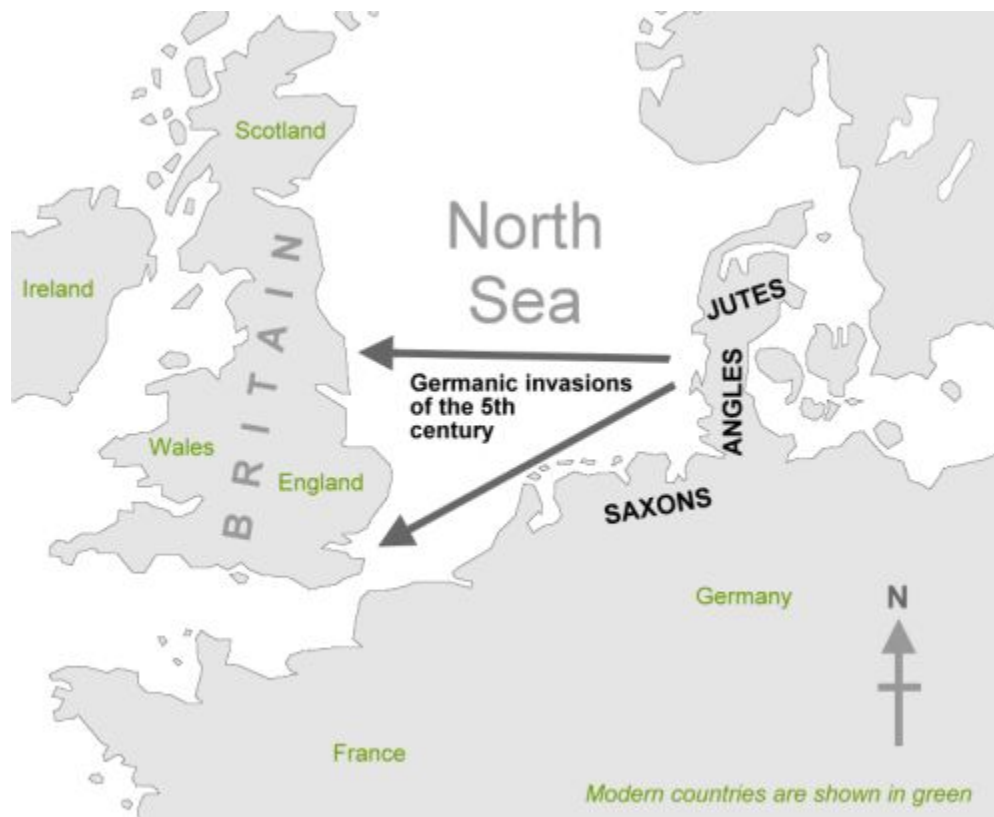 Scotland
North
Sea
Ireland
BRITAIN
JUTES
ANGLES
Germanic invasions
of the 5th
century
Wales
England
SAXONS
Germany
N
France
Modern countries are shown in green